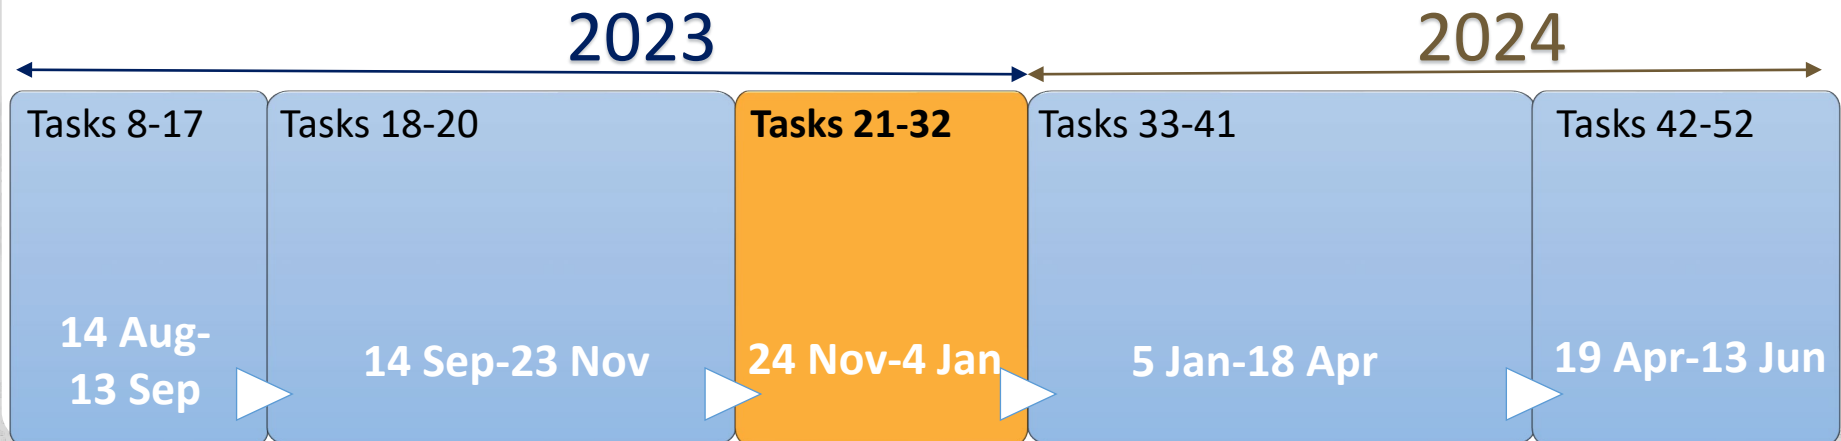 2023
2024
Tasks 8-17
Tasks 18-20
Tasks 21-32
Tasks 33-41
Tasks 42-52
14 Aug-
13 Sep
14 Sep-23 Nov
24 Nov-4 Jan
5 Jan-18 Apr
19 Apr-13 Jun